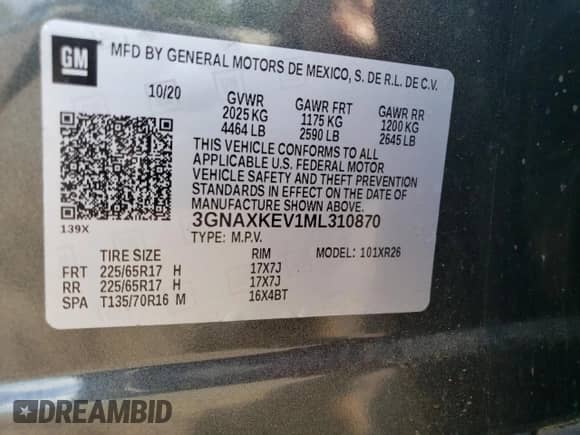 GM
MFD BY GENERAL MOTORS DE MEXICO, S. DE R.L. DE C.V.
10/20 GVWR GAWR FRT GAWR RR
2025 KG 1175 KG 1200 KG
4464 LB 2590 LB 2645 LB
THIS VEHICLE CONFORMS TO ALL
APPLICABLE U.S. FEDERAL MOTOR
VEHICLE SAFETY AND THEFT PREVENTION
STANDARDS IN EFFECT ON THE DATE OF
MANUFACTURE SHOWN ABOVE.
3GNAXKEV1ML310870
139X
TYPE: M.P.V. MODEL: 101XR26
TIRE SIZE RIM
FRT 225/65R17 H 17X7J
RR 225/65R17 H 17X7J
SPA T135/70R16 M 16X4BT
DREAMBID